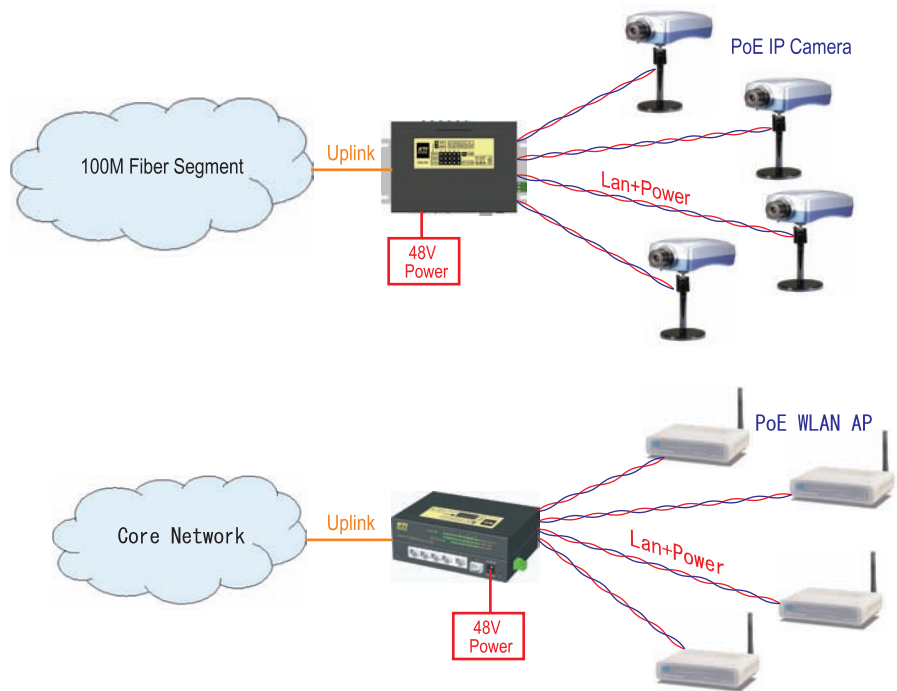 PoE IP Camera
100M Fiber Segment
Uplink
Lan+Power
48V
Power
PoE WLAN AP
Core Network
Uplink
Lan+Power
48V
Power